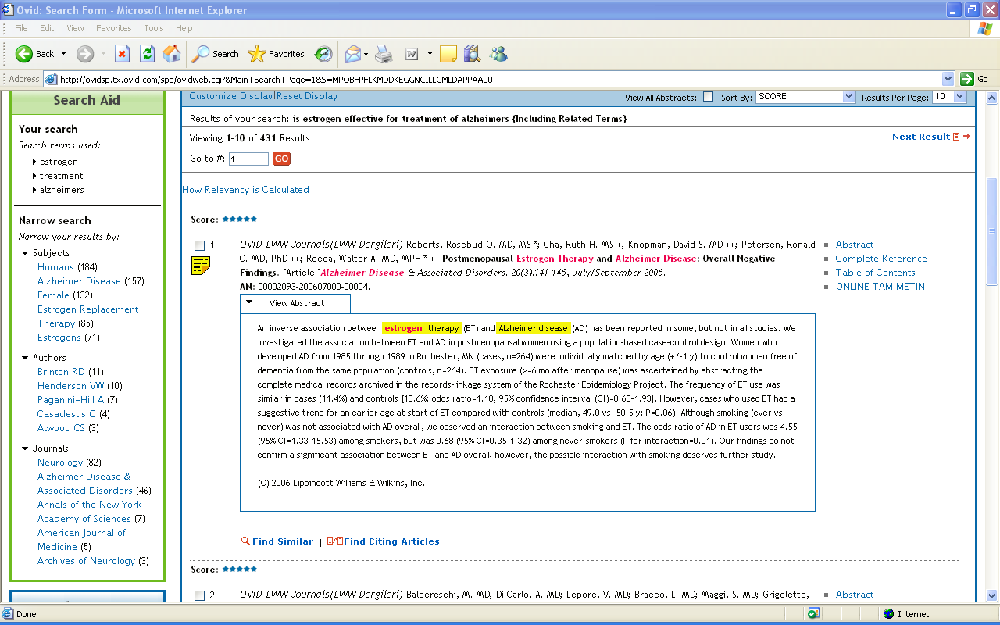 Ovid: Search Form - Microsoft Internet Explorer
File Edit View Favorites Tools Help
Back Search Favorites
Address http://ovidsp.tx.ovid.com/spb/ovidweb.cgi?&Main+Search+Page=1&S=MPOBFPFLKMDDKEGGNCILLCMLDAPPAA00 Go
Search Aid
Your search
Search terms used:
estrogen
treatment
alzheimers
Narrow search
Narrow your results by:
Subjects
Humans (184)
Alzheimer Disease (157)
Female (132)
Estrogen Replacement
Therapy (85)
Estrogens (71)
Authors
Brinton RD (11)
Henderson VW (10)
Paganini-Hill A (7)
Casadesus G (4)
Atwood CS (3)
Journals
Neurology (82)
Alzheimer Disease &
Associated Disorders (46)
Annals of the New York
Academy of Sciences (7)
American Journal of
Medicine (5)
Archives of Neurology (3)
Customize Display|Reset Display View All Abstracts: Sort By: SCORE Results Per Page: 10
Results of your search: is estrogen effective for treatment of alzheimers {Including Related Terms}
Viewing 1-10 of 431 Results Next Result
Go to #: 1 GO
How Relevancy is Calculated
Score:
1. OVID LWW Journals(LWW Dergileri) Roberts, Rosebud O. MD, MS *; Cha, Ruth H. MS +; Knopman, David S. MD ++; Petersen, Ronald
C. MD, PhD ++; Rocca, Walter A. MD, MPH * ++ Postmenopausal Estrogen Therapy and Alzheimer Disease: Overall Negative
Findings. [Article.]Alzheimer Disease & Associated Disorders. 20(3):141-146, July/September 2006.
AN: 00002093-200607000-00004.
Abstract
Complete Reference
Table of Contents
ONLINE TAM METIN
View Abstract
An inverse association between estrogen therapy (ET) and Alzheimer disease (AD) has been reported in some, but not in all studies. We
investigated the association between ET and AD in postmenopausal women using a population-based case-control design. Women who
developed AD from 1985 through 1989 in Rochester, MN (cases, n=264) were individually matched by age (+/-1 y) to control women free of
dementia from the same population (controls, n=264). ET exposure (>=6 mo after menopause) was ascertained by abstracting the
complete medical records archived in the records-linkage system of the Rochester Epidemiology Project. The frequency of ET use was
similar in cases (11.4%) and controls [10.6%; odds ratio=1.10; 95% confidence interval (CI)=0.63-1.93]. However, cases who used ET had a
suggestive trend for an earlier age at start of ET compared with controls (median, 49.0 vs. 50.5 y; P=0.06). Although smoking (ever vs.
never) was not associated with AD overall, we observed an interaction between smoking and ET. The odds ratio of AD in ET users was 4.55
(95% CI=1.33-15.53) among smokers, but was 0.68 (95% CI=0.35-1.32) among never-smokers (P for interaction=0.01). Our findings do not
confirm a significant association between ET and AD overall; however, the possible interaction with smoking deserves further study.
(C) 2006 Lippincott Williams & Wilkins, Inc.
Find Similar | Find Citing Articles
Score:
2. OVID LWW Journals(LWW Dergileri) Baldereschi, M. MD; Di Carlo, A. MD; Lepore, V. MD; Bracco, L. MD; Maggi, S. MD; Grigoletto,
Abstract
Done Internet